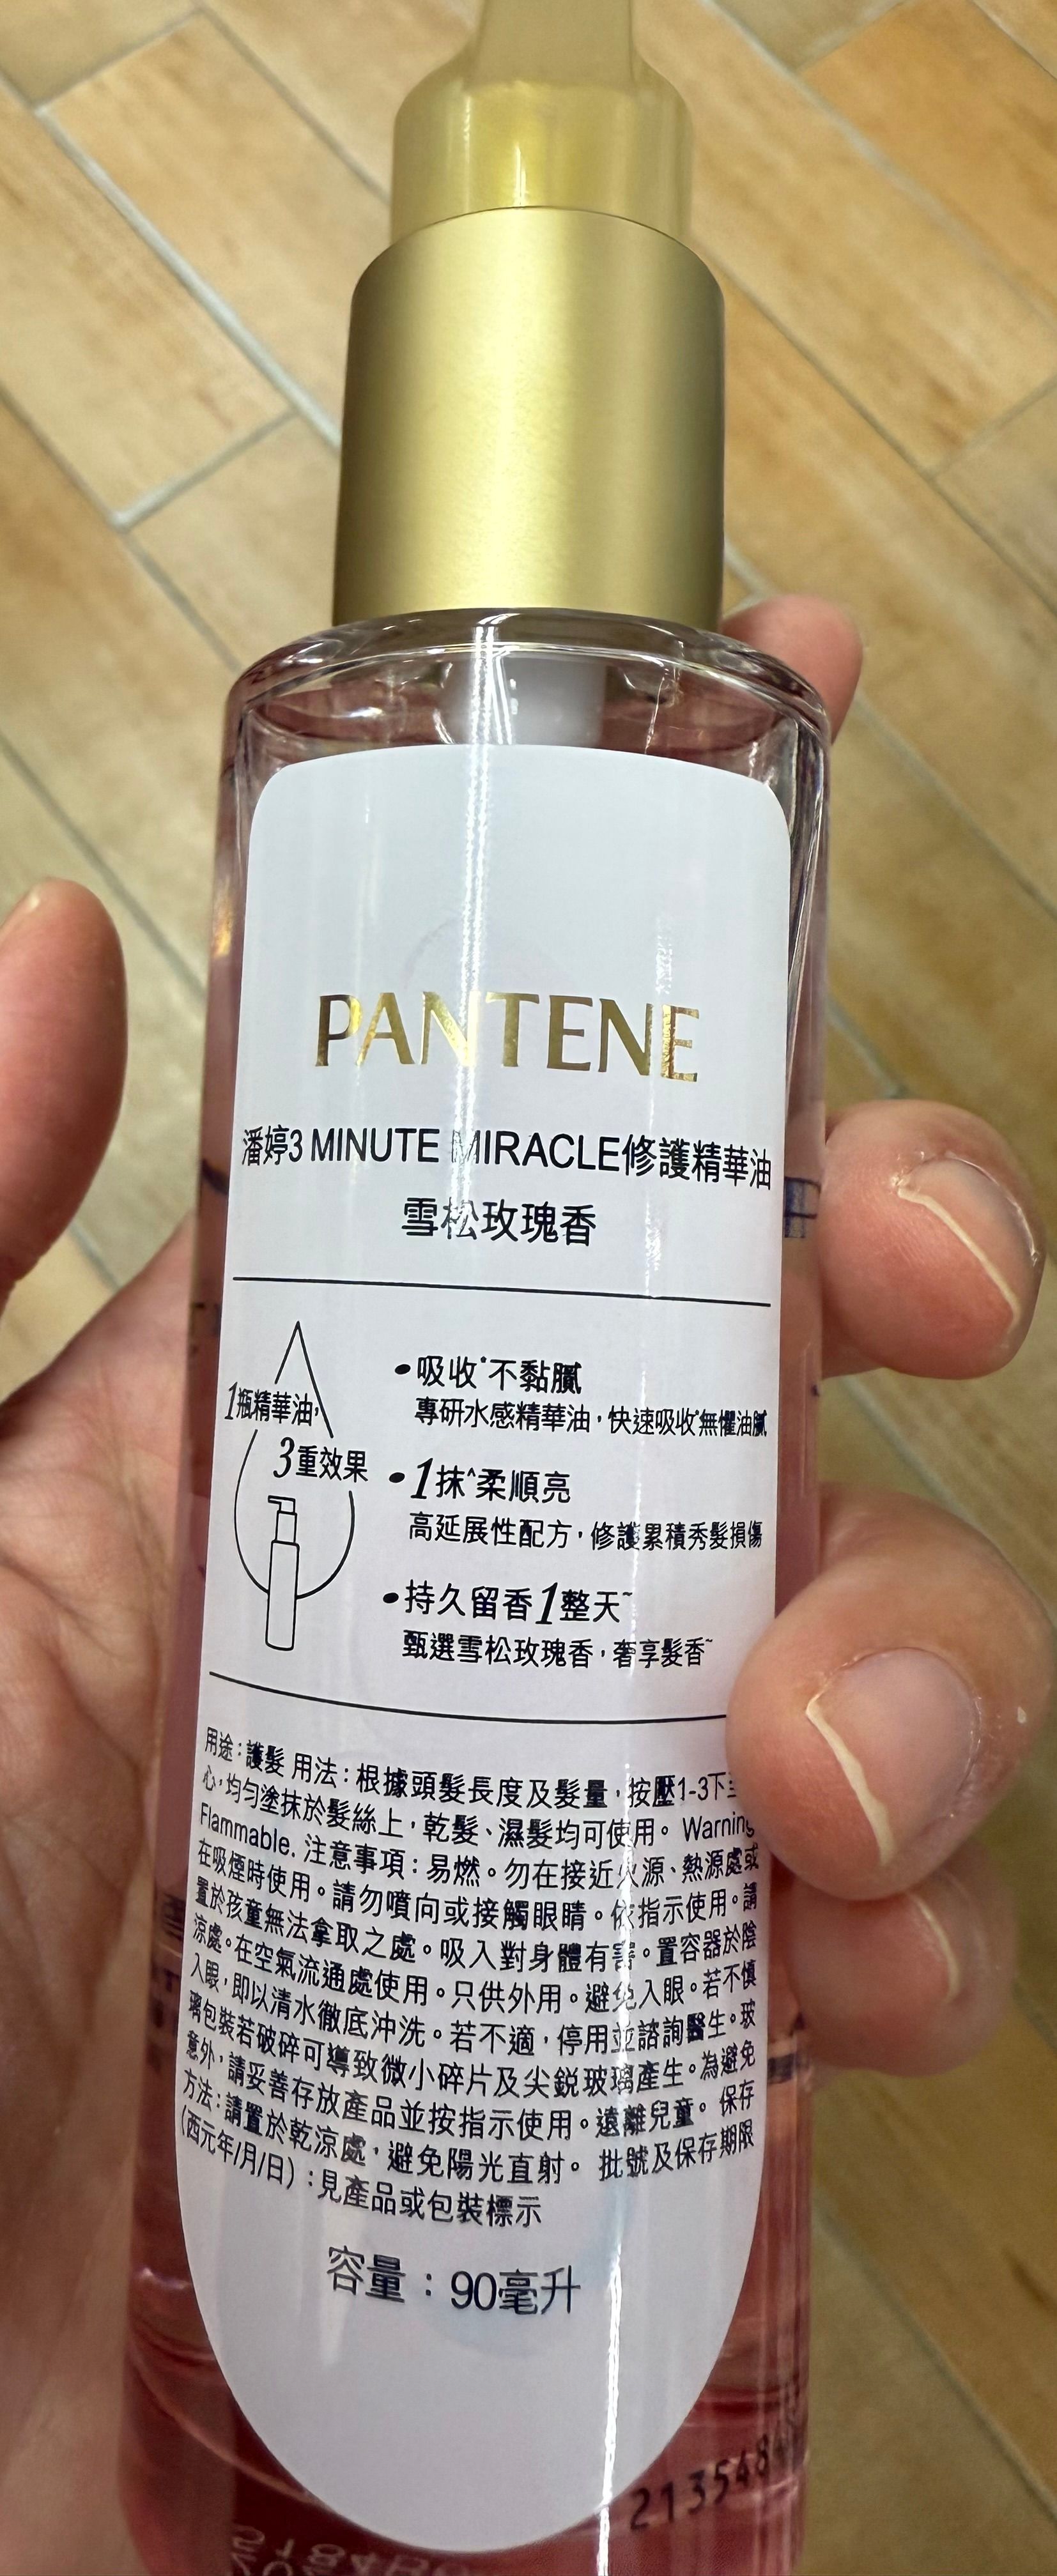 PANTENE
潘婷3 MINUTE MIRACLE修護精華油
雪松玫瑰香
1瓶精華油,
3重效果
•吸收*不黏膩
專研水感精華油,快速吸收*無懼油膩
•1抹^柔順亮
高延展性配方,修護累積秀髮損傷
•持久留香1整天~
甄選雪松玫瑰香,奢享髮香~
用途:護髮 用法:根據頭髮長度及髮量,按壓1-3下
心,均勻塗抹於髮絲上,乾髮、濕髮均可使用。 Warning
Flammable. 注意事項:易燃。勿在接近火源、熱源處或
在吸煙時使用。請勿噴向或接觸眼睛。依指示使用。請
置於孩童無法拿取之處。吸入對身體有害。置容器於陰
涼處。在空氣流通處使用。只供外用。避免入眼。若不慎
入眼,即以清水徹底沖洗。若不適,停用並諮詢醫生。玻
璃包裝若破碎可導致微小碎片及尖銳玻璃產生。為避免
意外,請妥善存放產品並按指示使用。遠離兒童。 保存
方法:請置於乾涼處,避免陽光直射。 批號及保存期限
(西元年/月/日):見產品或包裝標示
容量:90毫升
213548